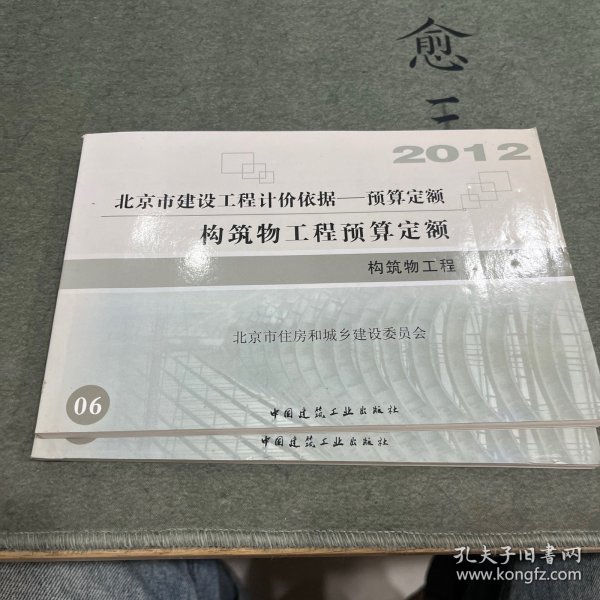 愈王
2012
北京市建设工程计价依据——预算定额
构筑物工程预算定额
构筑物工程
北京市住房和城乡建设委员会
06
中国建筑工业出版社
中国建筑工业出版社
孔夫子旧书网
www.kongfz.com